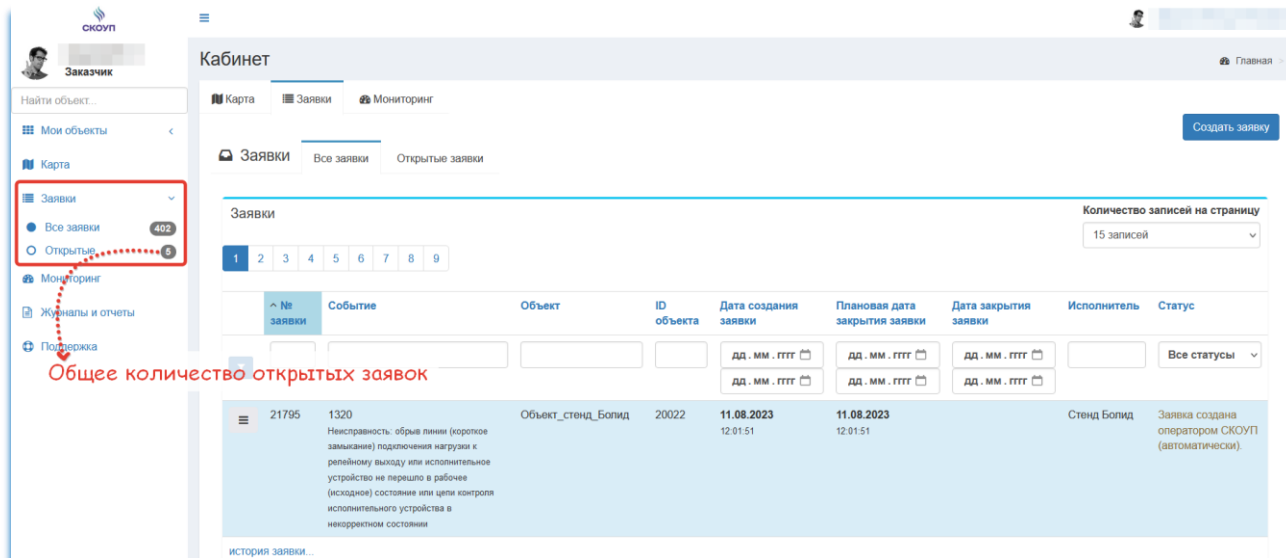 СКОУП
Заказчик
Найти объект...
Мои объекты
Карта
Заявки
Все заявки 402
Открытые 5
Мониторинг
Журналы и отчеты
Поддержка
Общее количество открытых заявок
Кабинет
Главная >
Карта Заявки Мониторинг
Создать заявку
Заявки Все заявки Открытые заявки
Заявки
Количество записей на страницу
15 записей
1 2 3 4 5 6 7 8 9
№ заявки
Событие
Объект
ID объекта
Дата создания заявки
Плановая дата закрытия заявки
Дата закрытия заявки
Исполнитель
Статус
дд.мм.гггг дд.мм.гггг дд.мм.гггг Все статусы
дд.мм.гггг дд.мм.гггг дд.мм.гггг
21795
1320
Неисправность: обрыв линии (короткое
замыкание) подключения нагрузки к
релейному выходу или исполнительное
устройство не перешло в рабочее
(исходное) состояние или цепи контроля
исполнительного устройства в
некорректном состоянии
Объект_стенд_Болид
20022
11.08.2023
12:01:51
11.08.2023
12:01:51
Стенд Болид
Заявка создана
оператором СКОУП
(автоматически).
история заявки...